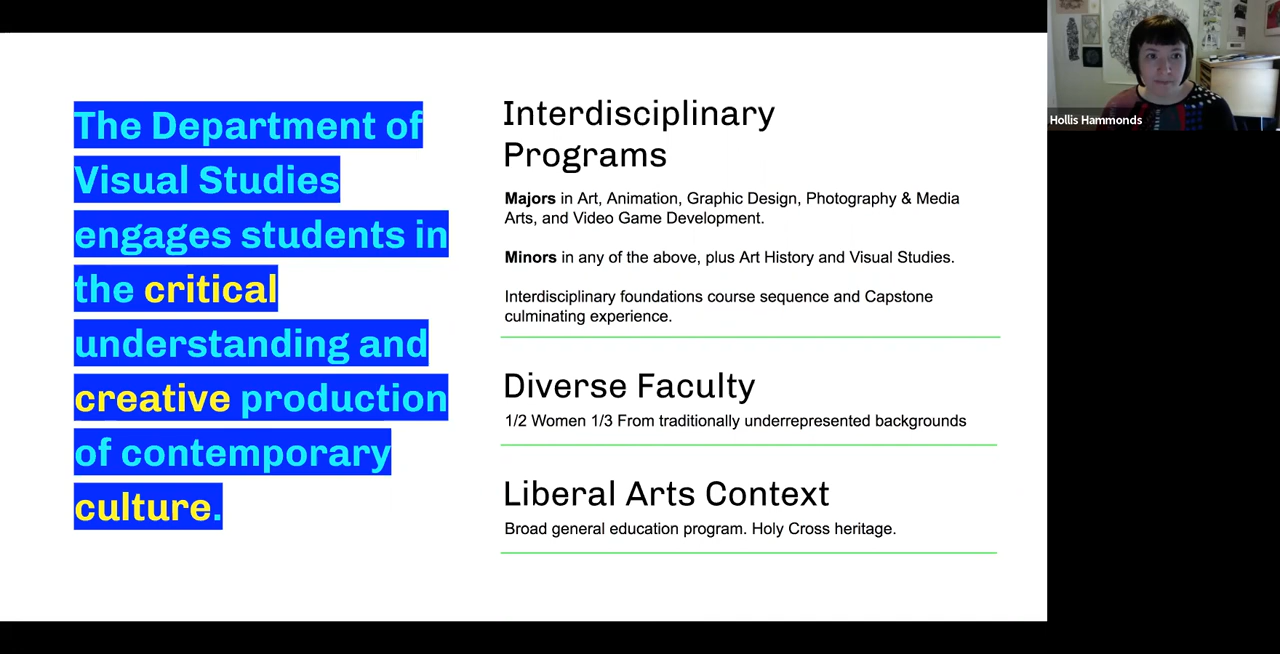 The Department of
Visual Studies
engages students in
the critical
understanding and
creative production
of contemporary
culture.
Interdisciplinary
Programs
Majors in Art, Animation, Graphic Design, Photography & Media
Arts, and Video Game Development.
Minors in any of the above, plus Art History and Visual Studies.
Interdisciplinary foundations course sequence and Capstone
culminating experience.
Diverse Faculty
1/2 Women 1/3 From traditionally underrepresented backgrounds
Liberal Arts Context
Broad general education program. Holy Cross heritage.
Hollis Hammonds